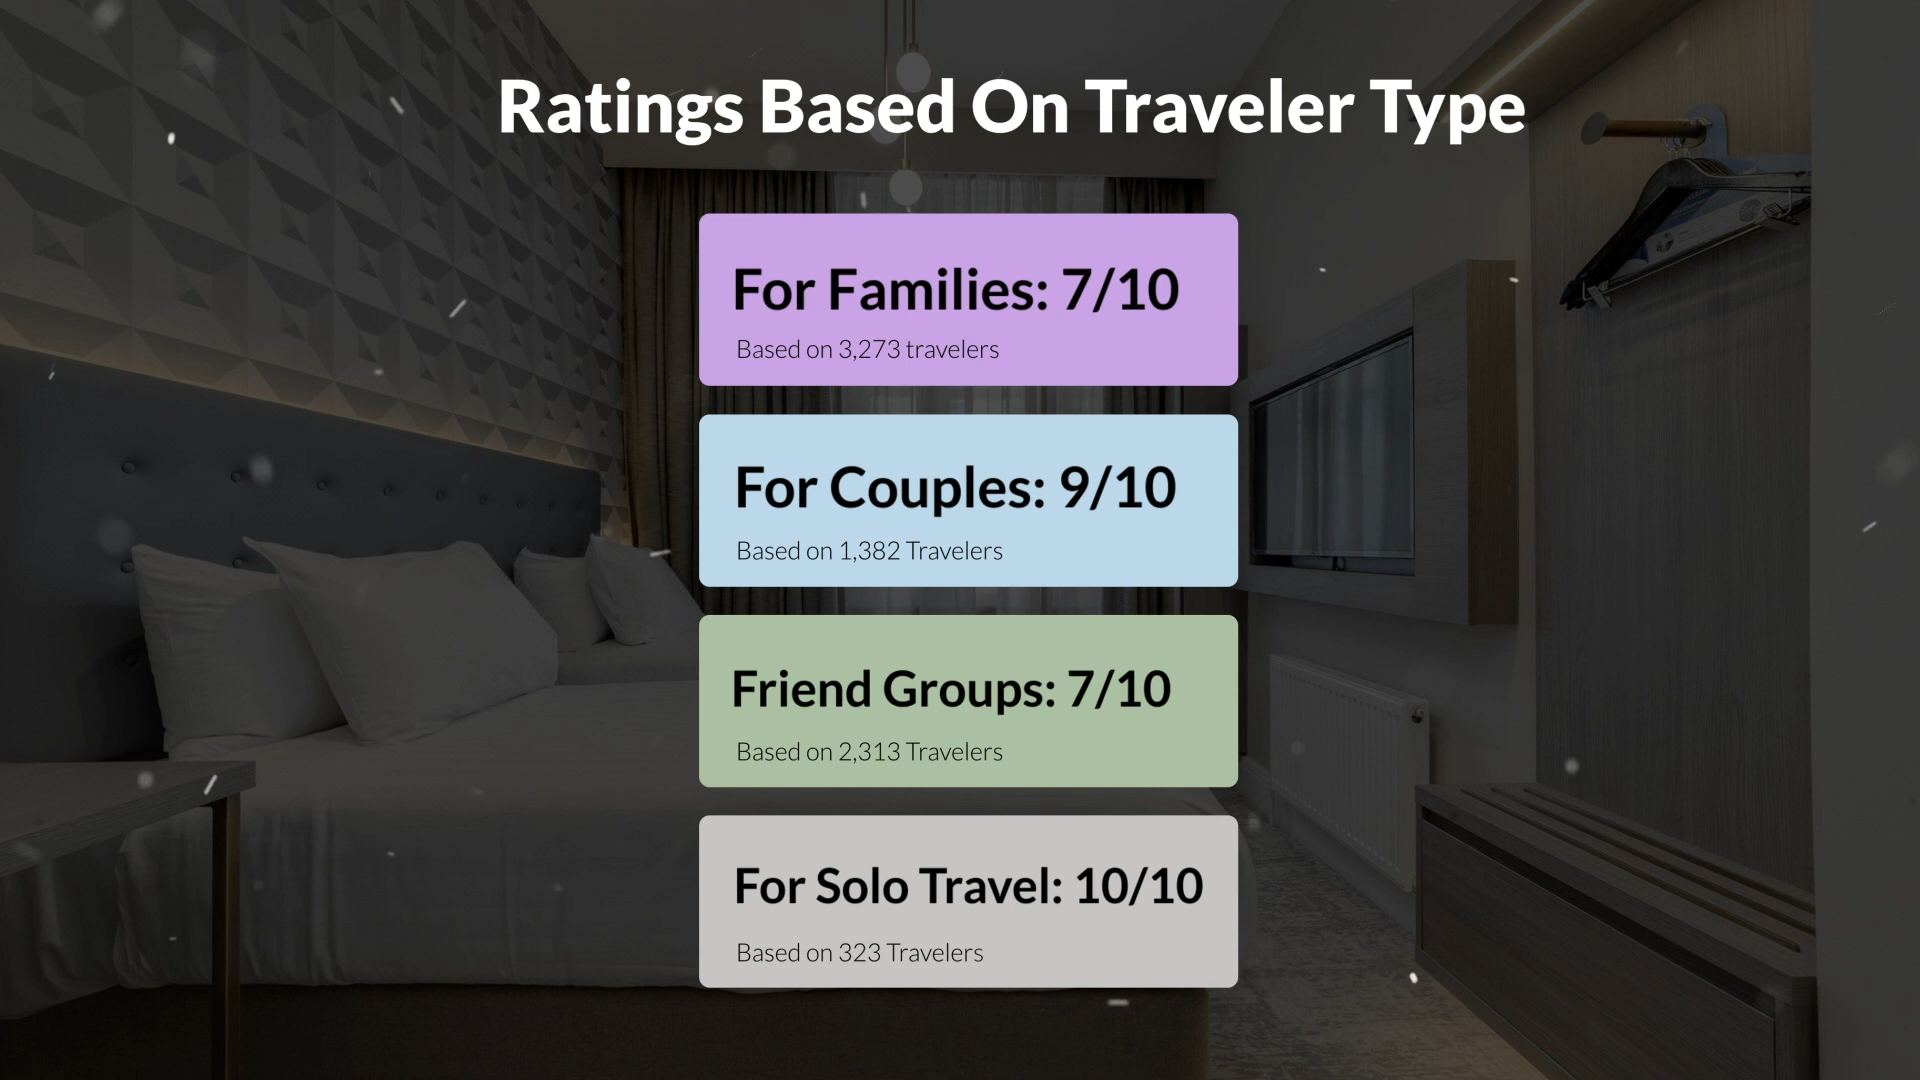 Ratings Based On Traveler Type
For Families: 7/10
Based on 3,273 travelers
For Couples: 9/10
Based on 1,382 Travelers
Friend Groups: 7/10
Based on 2,313 Travelers
For Solo Travel: 10/10
Based on 323 Travelers